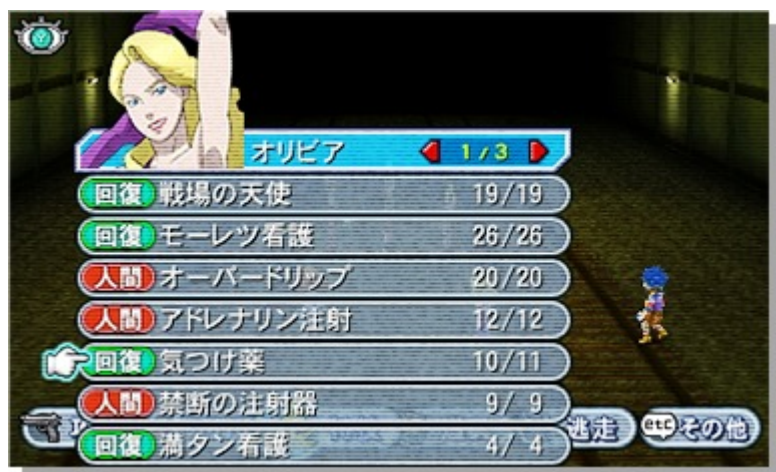 オリビア 1/3
回復 戦場の天使 19/19
回復 モーレツ看護 26/26
人間 オーバードリップ 20/20
人間 アドレナリン注射 12/12
回復 気つけ薬 10/11
人間 禁断の注射器 9/ 9
回復 満タン看護 4/ 4
逃走 etc その他